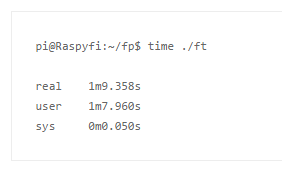 pi@Raspyfi:~/fp$ time ./ft
real 1m9.358s
user 1m7.960s
sys 0m0.050s